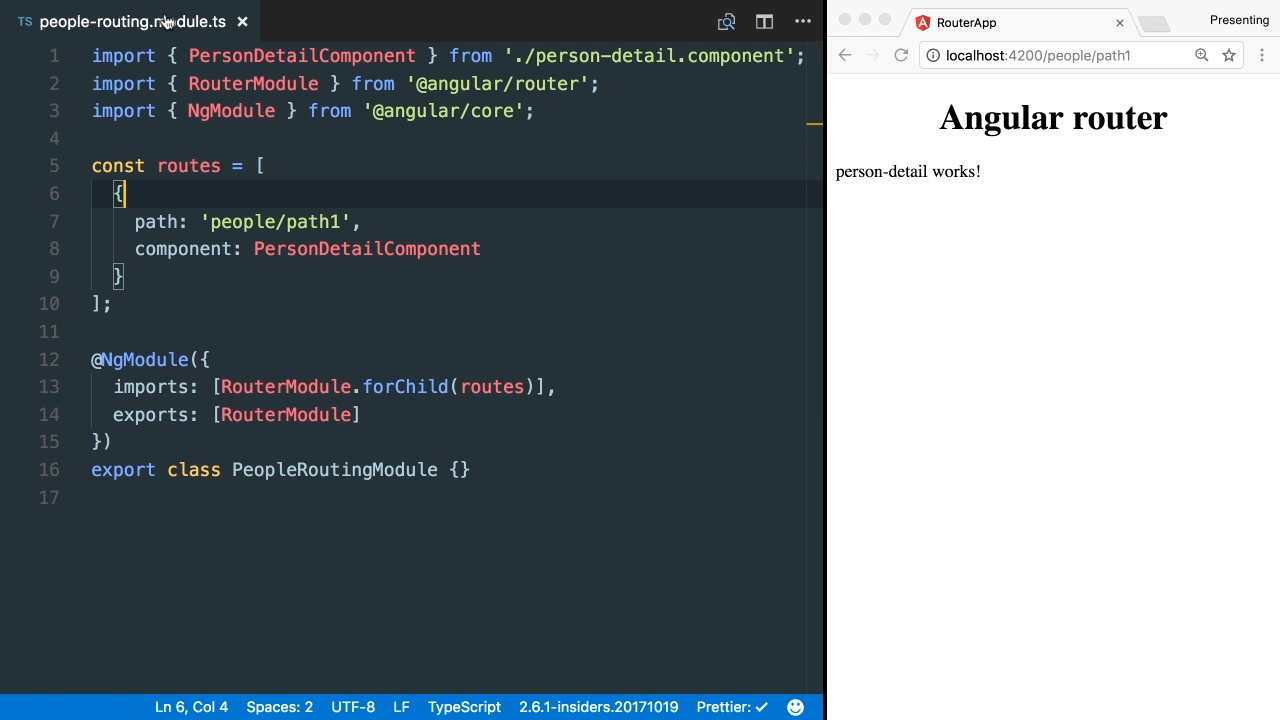 TS people-routing.module.ts ×
1 import { PersonDetailComponent } from './person-detail.component';
2 import { RouterModule } from '@angular/router';
3 import { NgModule } from '@angular/core';
4
5 const routes = [
6 {
7 path: 'people/path1',
8 component: PersonDetailComponent
9 }
10 ];
11
12 @NgModule({
13 imports: [RouterModule.forChild(routes)],
14 exports: [RouterModule]
15 })
16 export class PeopleRoutingModule {}
17
Ln 6, Col 4 Spaces: 2 UTF-8 LF TypeScript 2.6.1-insiders.20171019 Prettier: ✓
RouterApp × Presenting
localhost:4200/people/path1
Angular router
person-detail works!